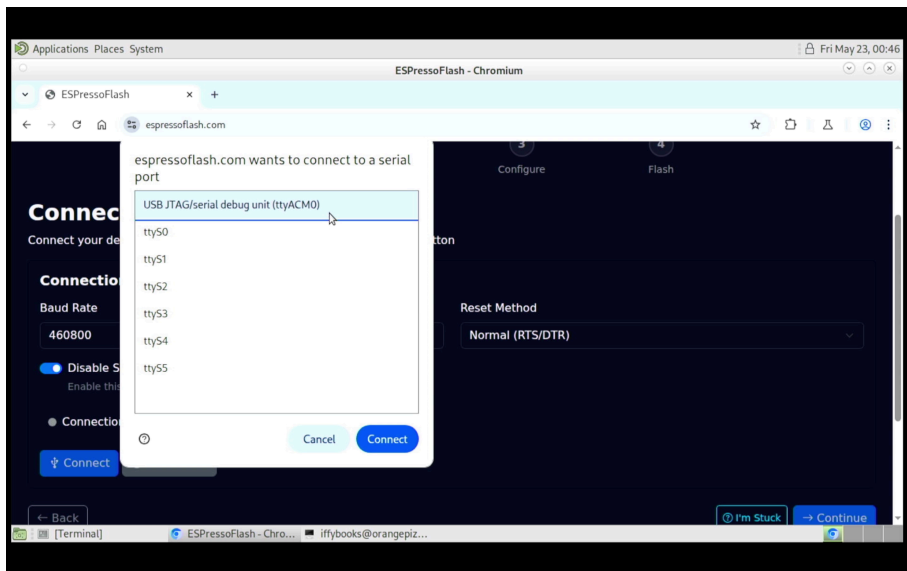 Applications Places System
Fri May 23, 00:46
ESPressoFlash - Chromium
ESPressoFlash
espressoflash.com
espressoflash.com wants to connect to a serial
port
USB JTAG/serial debug unit (ttyACM0)
ttyS0
ttyS1
ttyS2
ttyS3
ttyS4
ttyS5
Cancel
Connect
3
4
Configure
Flash
Connec
Connect your de
tton
Connectio
Baud Rate
Reset Method
460800
Normal (RTS/DTR)
Disable S
Enable this
Connectio
Connect
← Back
I'm Stuck
→ Continue
[Terminal]
ESPressoFlash - Chro...
iffybooks@orangepiz...